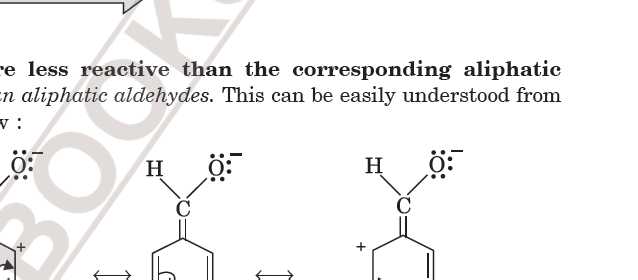 re less reactive than the corresponding aliphatic
n aliphatic aldehydes. This can be easily understood from
w :
O:– H O:– H O:–
C C
+ +
BOOK